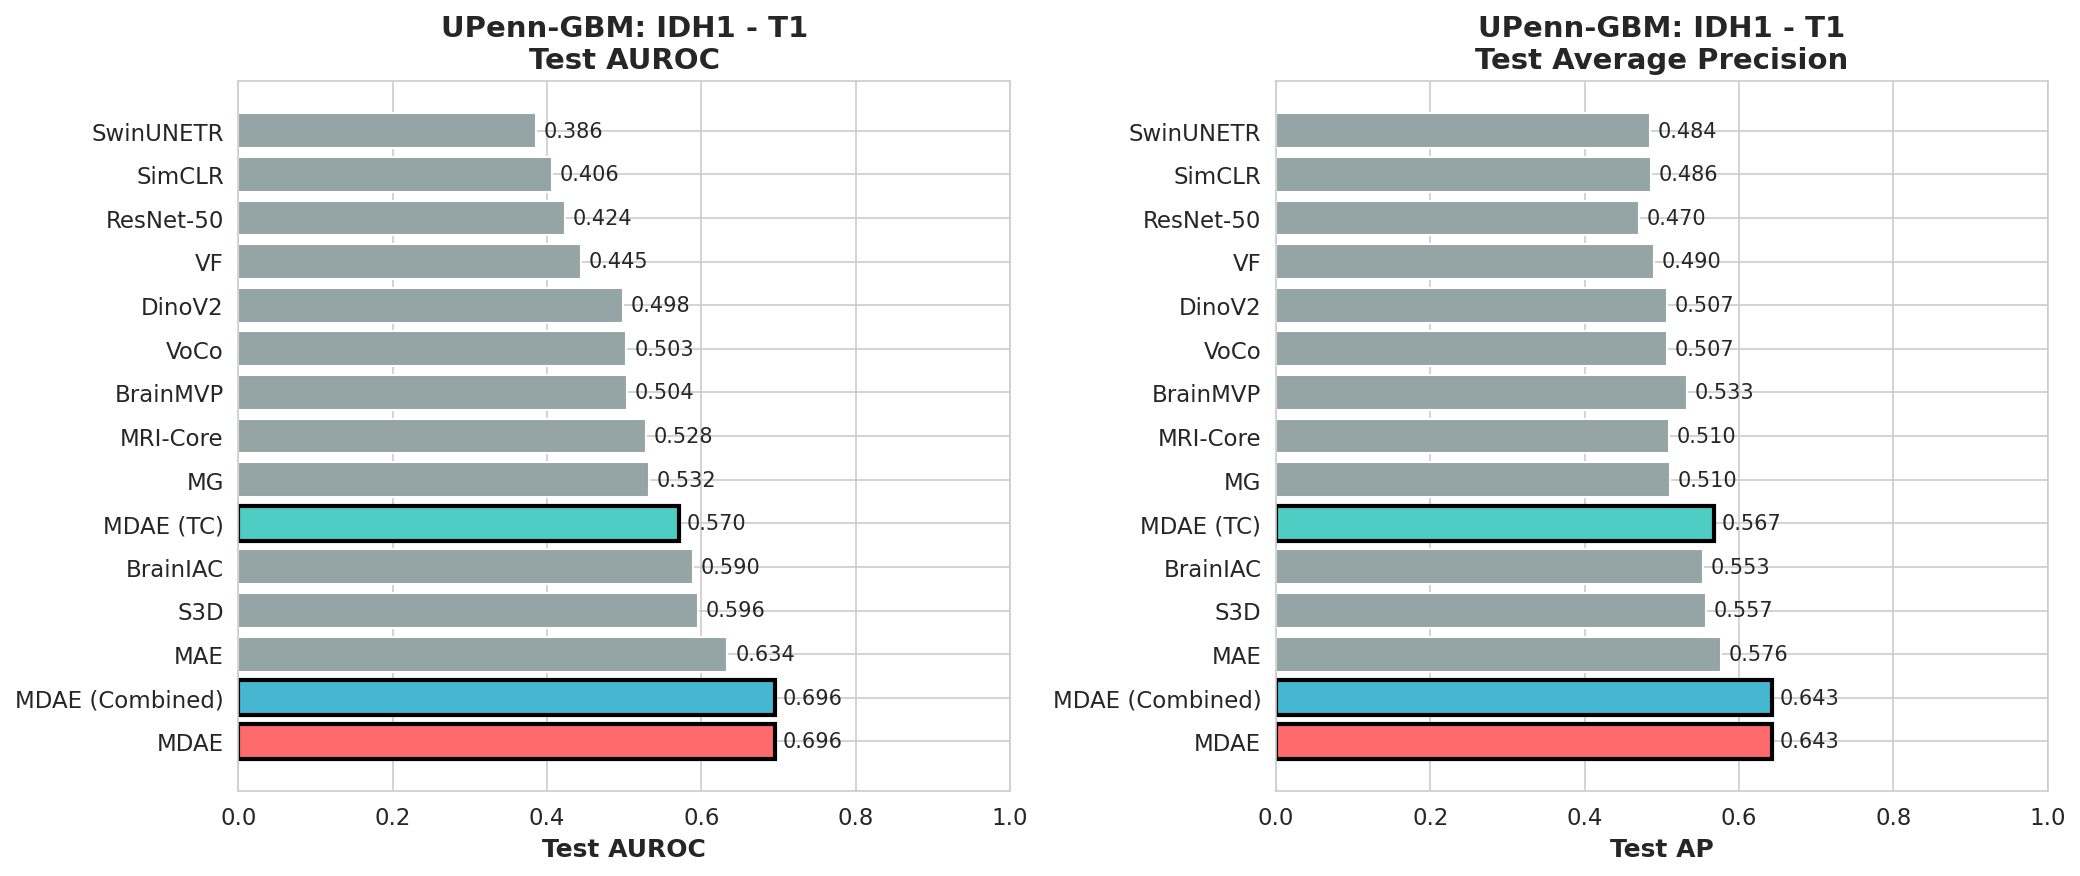 UPenn-GBM: IDH1 - T1
Test AUROC
SwinUNETR 0.386
SimCLR 0.406
ResNet-50 0.424
VF 0.445
DinoV2 0.498
VoCo 0.503
BrainMVP 0.504
MRI-Core 0.528
MG 0.532
MDAE (TC) 0.570
BrainIAC 0.590
S3D 0.596
MAE 0.634
MDAE (Combined) 0.696
MDAE 0.696
0.0 0.2 0.4 0.6 0.8 1.0
Test AUROC
UPenn-GBM: IDH1 - T1
Test Average Precision
SwinUNETR 0.484
SimCLR 0.486
ResNet-50 0.470
VF 0.490
DinoV2 0.507
VoCo 0.507
BrainMVP 0.533
MRI-Core 0.510
MG 0.510
MDAE (TC) 0.567
BrainIAC 0.553
S3D 0.557
MAE 0.576
MDAE (Combined) 0.643
MDAE 0.643
0.0 0.2 0.4 0.6 0.8 1.0
Test AP